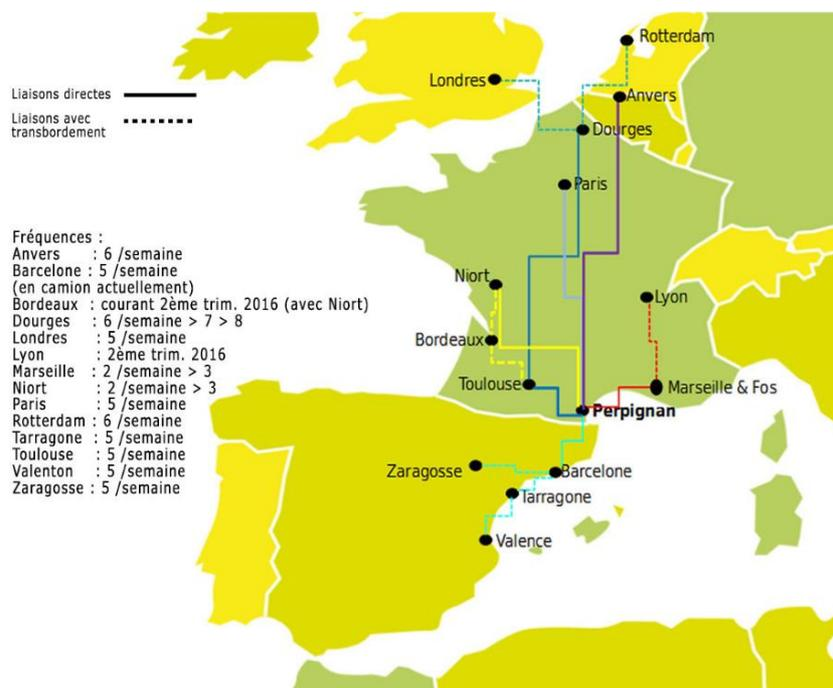 Rotterdam
Londres
Liaisons directes
Anvers
Liaisons avec
transbordement
Dourges
Paris
Fréquences :
Anvers : 6 /semaine
Barcelone : 5 /semaine
(en camion actuellement)
Bordeaux : courant 2ème trim. 2016 (avec Niort)
Dourges : 6 /semaine > 7 > 8
Londres : 5 /semaine
Lyon : 2ème trim. 2016
Marseille : 2 /semaine > 3
Niort : 2 /semaine > 3
Paris : 5 /semaine
Rotterdam : 6 /semaine
Tarragone : 5 /semaine
Toulouse : 5 /semaine
Valenton : 5 /semaine
Zaragosse : 5 /semaine
Niort
Lyon
Bordeaux
Toulouse
Marseille & Fos
Perpignan
Zaragosse
Barcelone
Tarragone
Valence